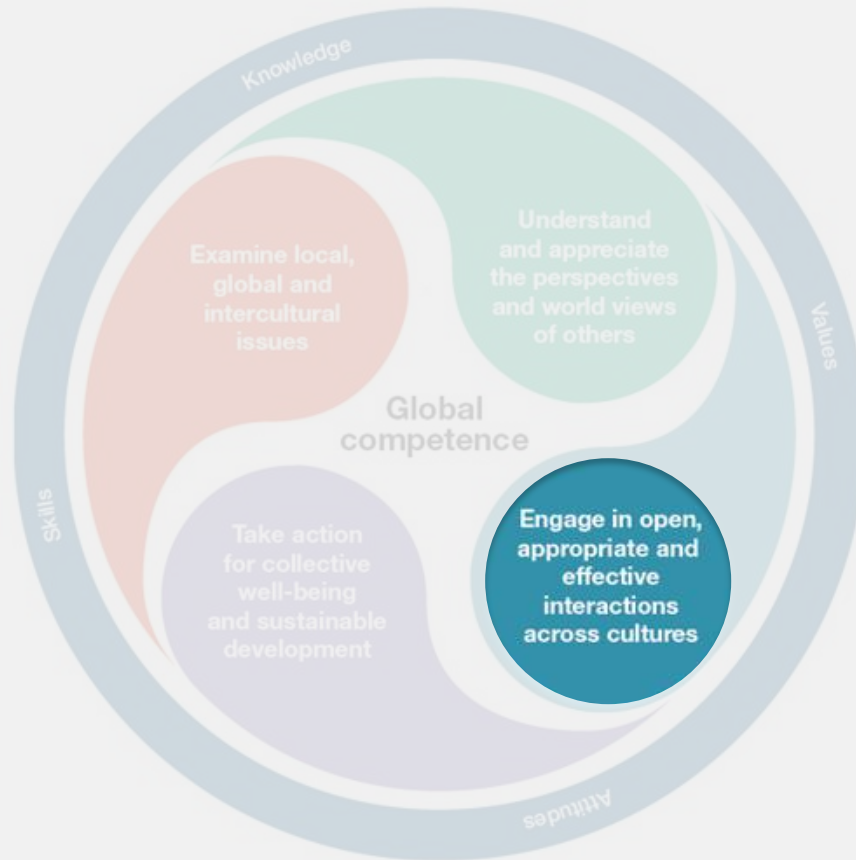 Knowledge
Understand
and appreciate
the perspectives
and world views
of others
Examine local,
global and
intercultural
issues
Values
Global
competence
Skills
Take action
for collective
well-being
and sustainable
development
Engage in open,
appropriate and
effective
interactions
across cultures
Attitudes